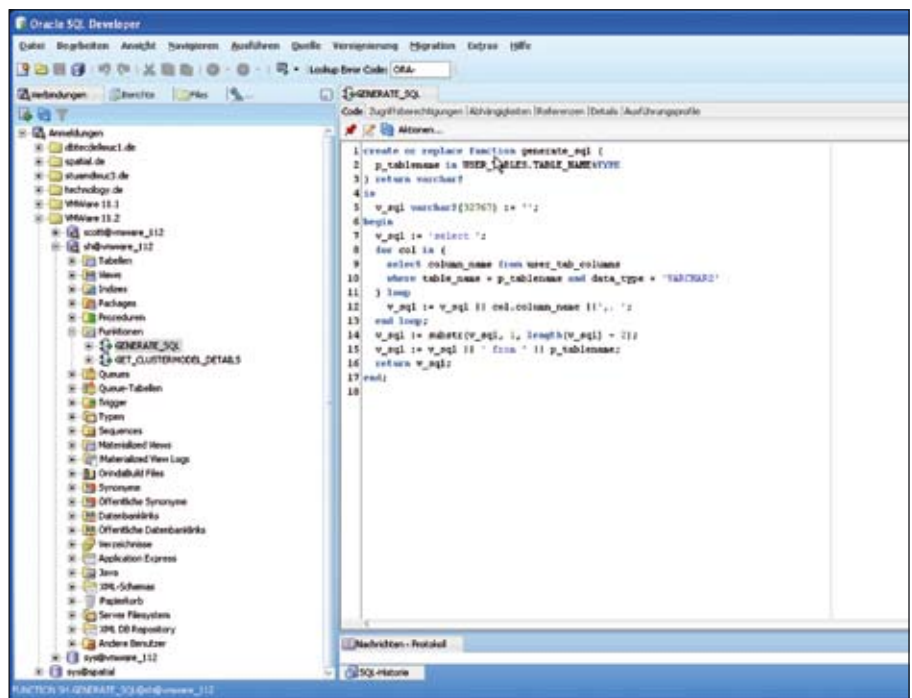 Oracle SQL Developer
Datei Bearbeiten Ansicht Navigieren Ausführen Quelle Versionierung Migration Extras Hilfe
Lookup Error Code: ORA-
Verbindungen Berichte Files
GENERATE_SQL
Code Zugriffsberechtigungen Abhängigkeiten Referenzen Details Ausführungsprofile
Aktionen...
Anmeldungen
spatial.de
technology.de
VMWare 11.1
VMWare 11.2
scott@vmware_112
sh@vmware_112
Tabellen
Views
Indizes
Packages
Prozeduren
Funktionen
GENERATE_SQL
GET_CLUSTERMODEL_DETAILS
Queues
Queue-Tabellen
Trigger
Typen
Sequences
Materialized Views
Materialized View Logs
OrindaBuild Files
Synonyme
Öffentliche Synonyme
Datenbanklinks
Öffentliche Datenbanklinks
Verzeichnisse
Application Express
Java
XML-Schemas
Papierkorb
Server Filesystem
XML DB Repository
Andere Benutzer
sys@vmware_112
sys@spatial
1 create or replace function generate_sql (
2 p_tablename in USER_TABLES.TABLE_NAME%TYPE
3 ) return varchar2
4 is
5 v_sql varchar2(32767) := '';
6 begin
7 v_sql := 'select ';
8 for col in (
9 select column_name from user_tab_columns
10 where table_name = p_tablename and data_type = 'VARCHAR2'
11 ) loop
12 v_sql := v_sql || col.column_name ||',. ';
13 end loop;
14 v_sql := substr(v_sql, 1, length(v_sql) - 2);
15 v_sql := v_sql || ' from ' || p_tablename;
16 return v_sql;
17 end;
18
Nachrichten - Protokoll
SQL-Historie
FUNCTION SH.GENERATE_SQL@sh@vmware_112